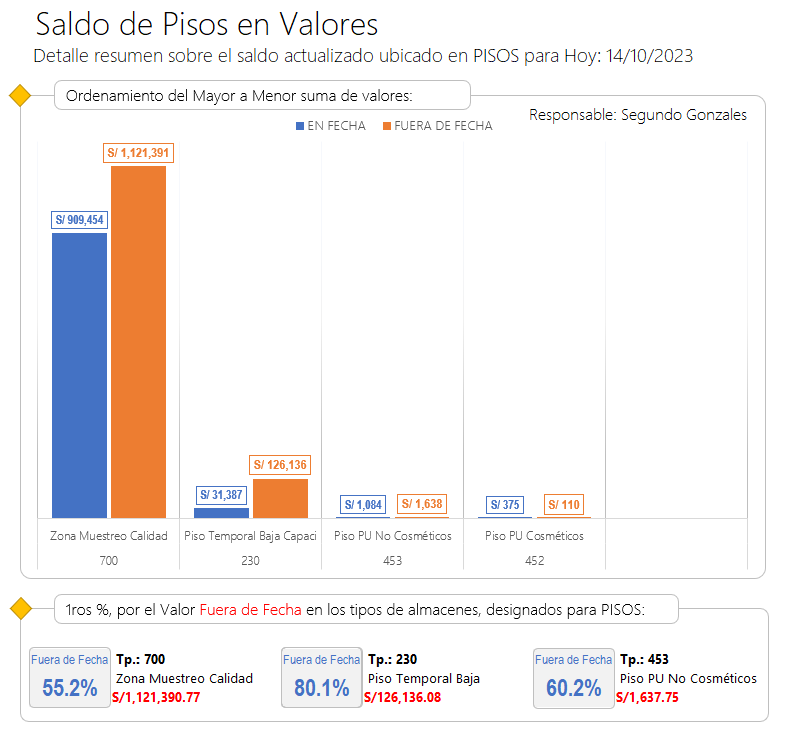 Saldo de Pisos en Valores
Detalle resumen sobre el saldo actualizado ubicado en PISOS para Hoy: 14/10/2023
Ordenamiento del Mayor a Menor suma de valores:
Responsable: Segundo Gonzales
EN FECHA FUERA DE FECHA
S/ 1,121,391
S/ 909,454
S/ 126,136
S/ 31,387
S/ 1,084 S/ 1,638 S/ 375 S/ 110
Zona Muestreo Calidad Piso Temporal Baja Capaci Piso PU No Cosméticos Piso PU Cosméticos
700 230 453 452
1ros %, por el Valor Fuera de Fecha en los tipos de almacenes, designados para PISOS:
Fuera de Fecha
55.2%
Tp.: 700
Zona Muestreo Calidad
S/1,121,390.77
Fuera de Fecha
80.1%
Tp.: 230
Piso Temporal Baja
S/126,136.08
Fuera de Fecha
60.2%
Tp.: 453
Piso PU No Cosméticos
S/1,637.75